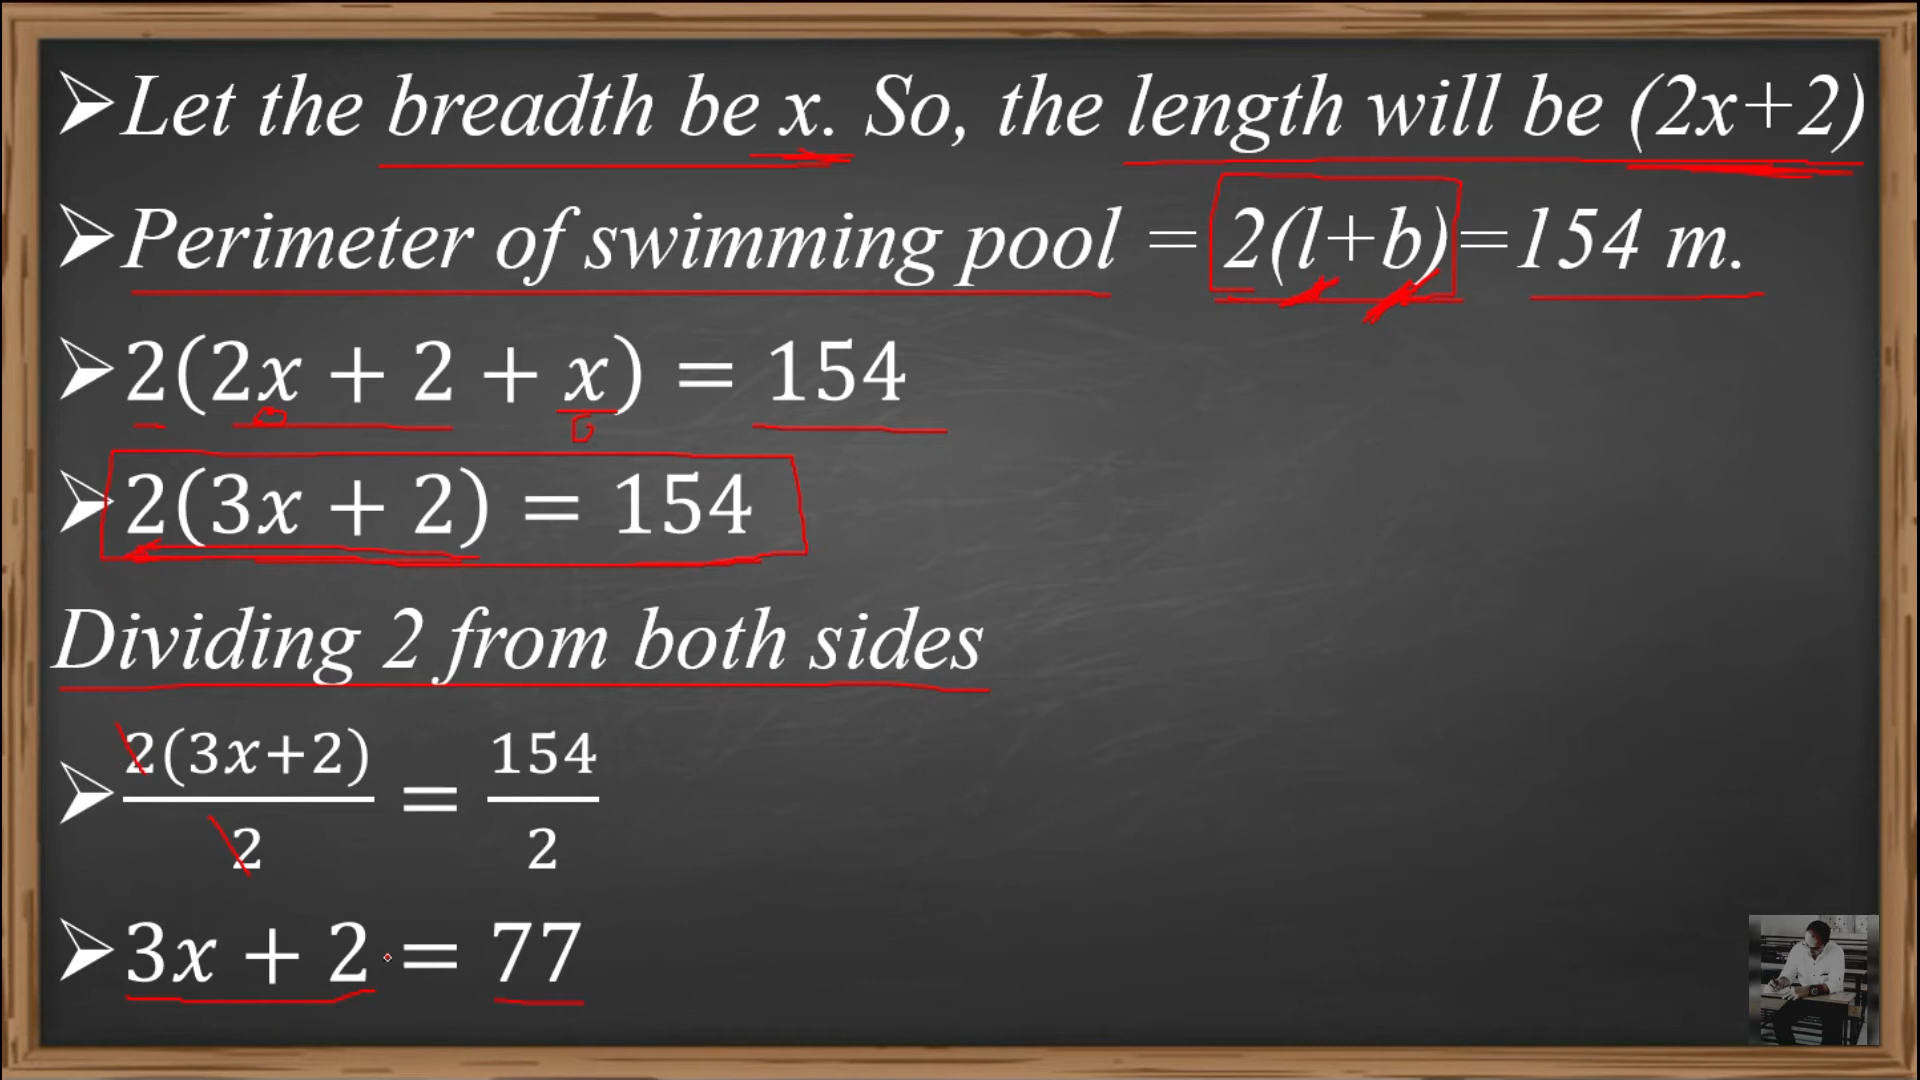 ➢Let the breadth be x. So, the length will be (2x+2)
➢Perimeter of swimming pool = 2(l+b)=154 m.
➢2(2x + 2 + x) = 154
➢2(3x + 2) = 154
Dividing 2 from both sides
➢2(3x+2)/2 = 154/2
➢3x + 2 = 77